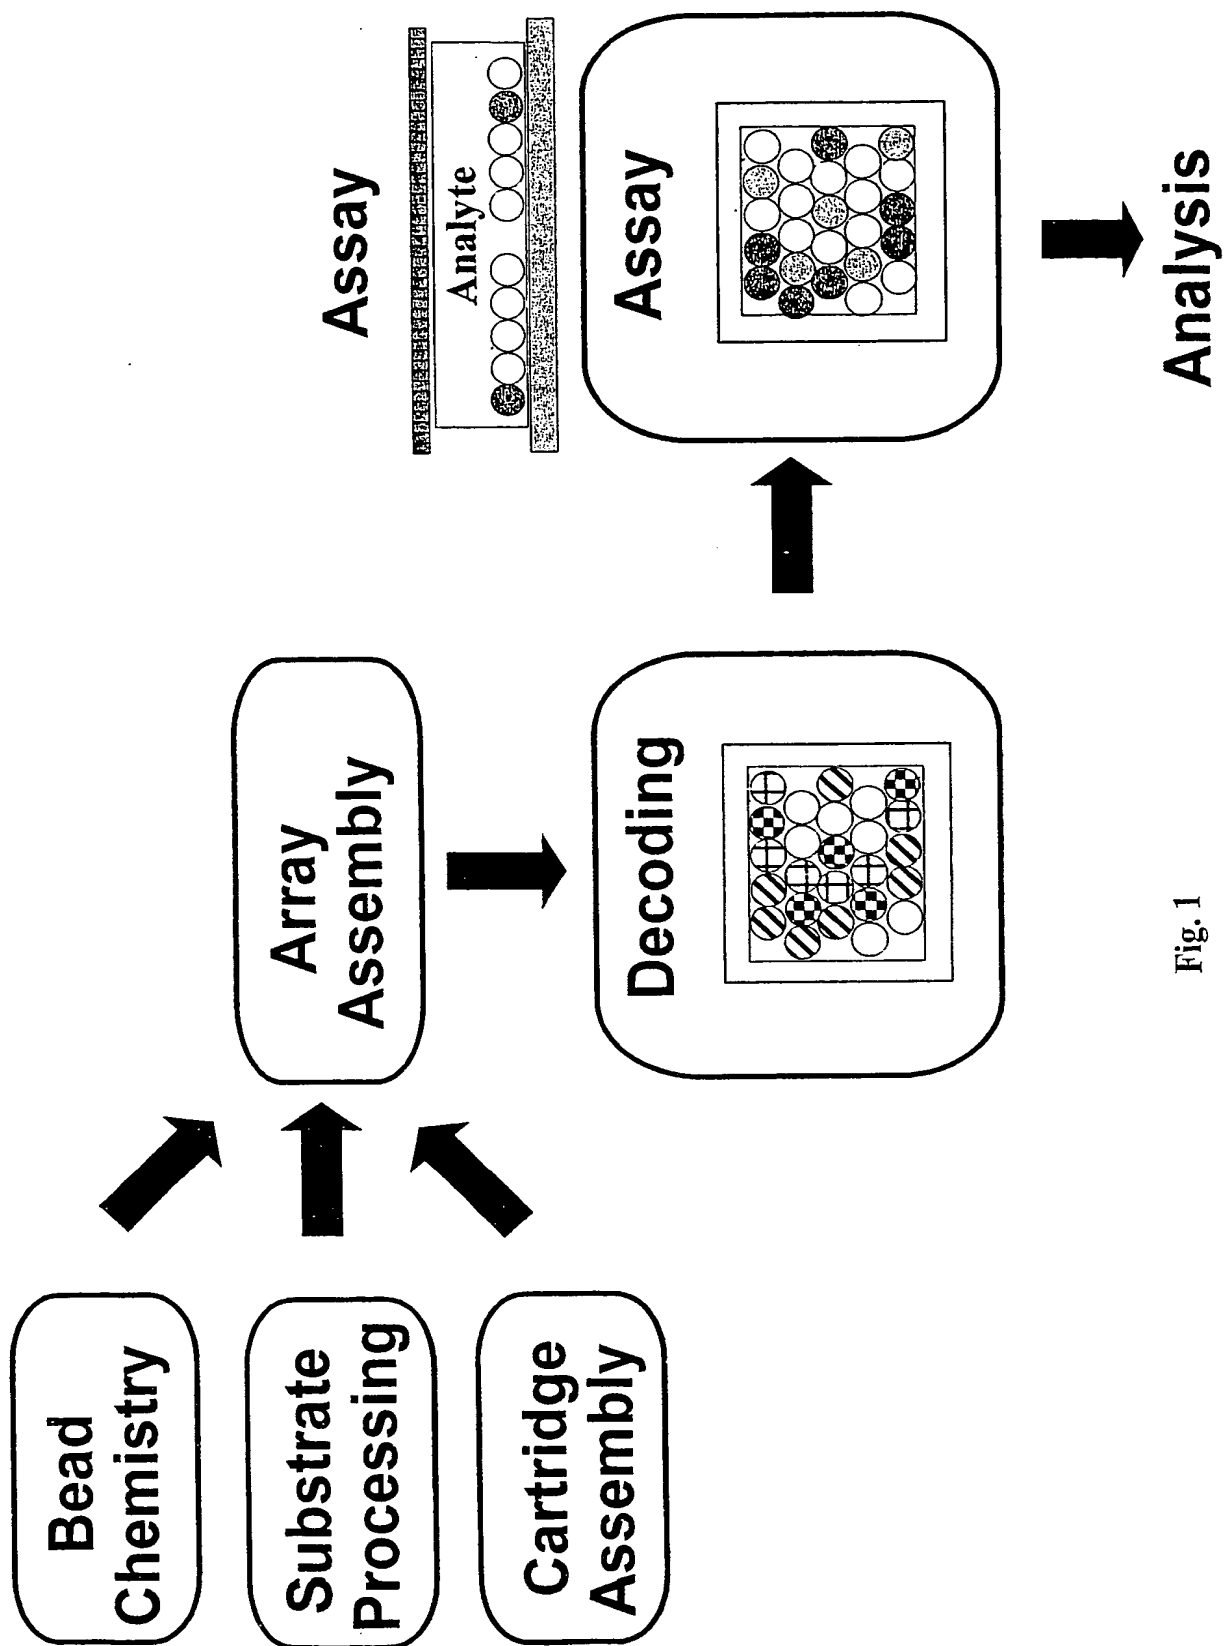 Bead
Chemistry
Substrate
Processing
Cartridge
Assembly
Array
Assembly
Decoding
Assay
Analyte
Assay
Analysis
Fig. 1